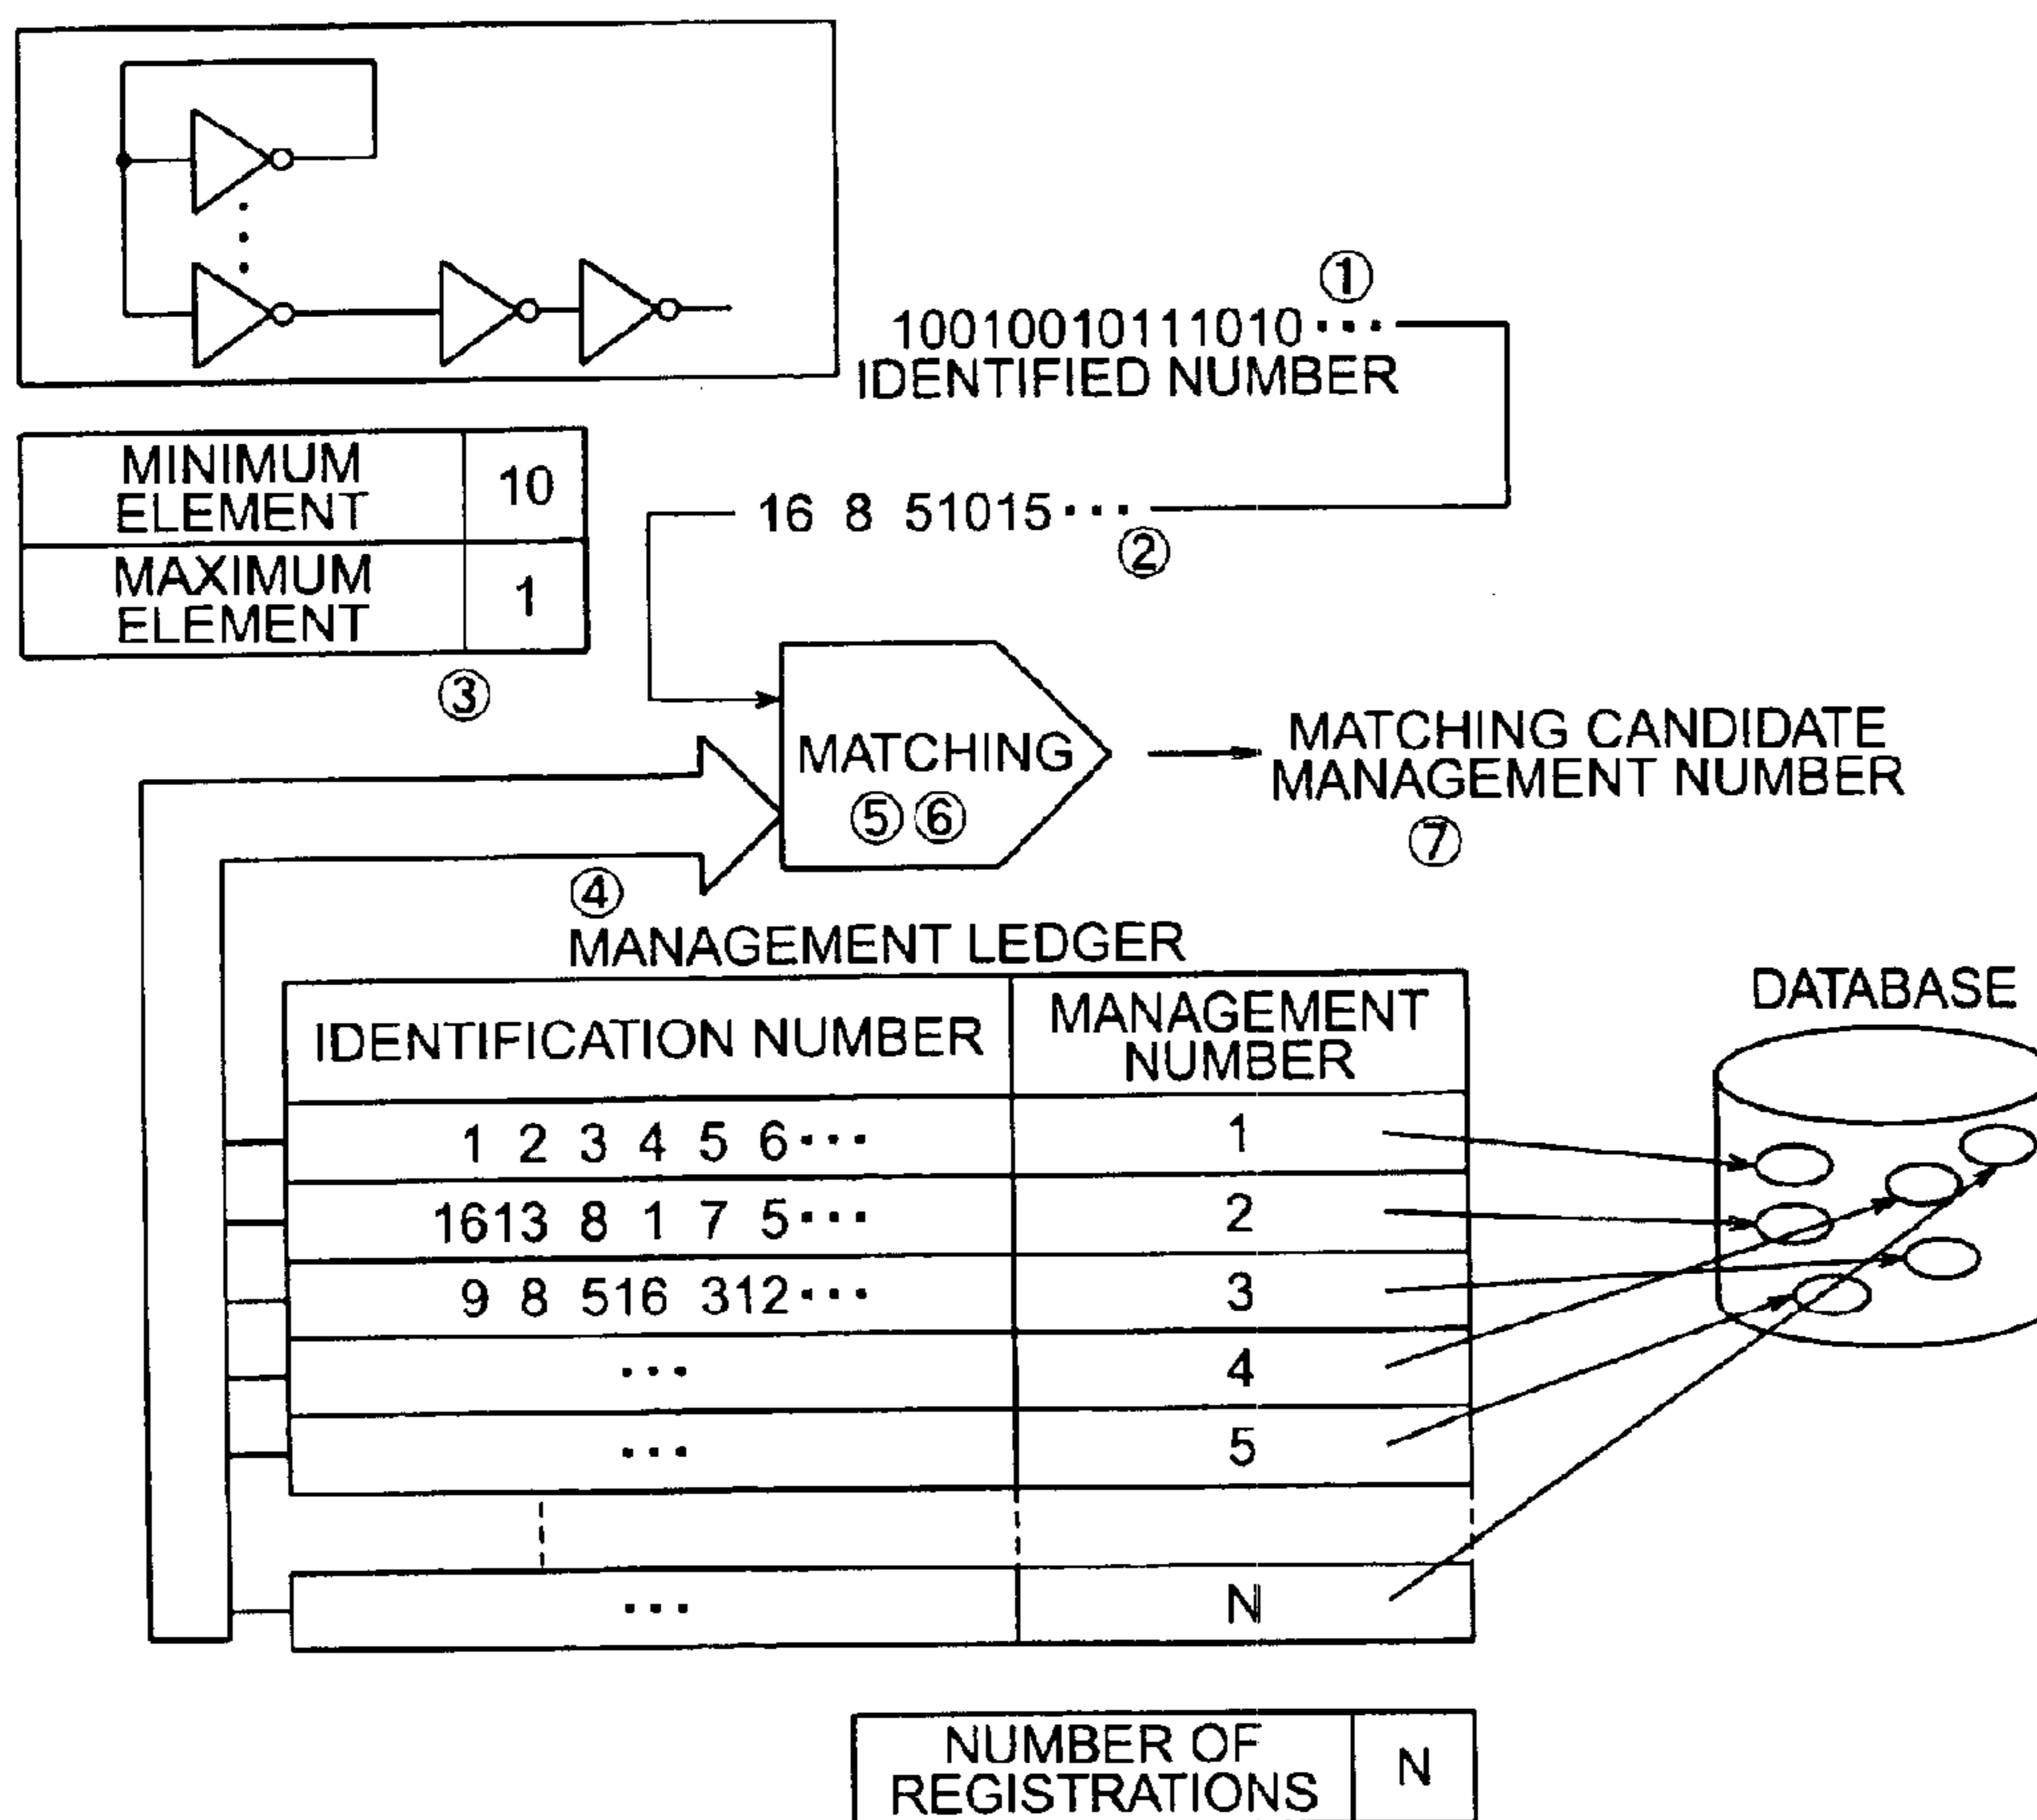 ①
10010010111010···
IDENTIFIED NUMBER
MINIMUM
ELEMENT
10
MAXIMUM
ELEMENT
1
③
16 8 51015···
②
MATCHING
⑤⑥
MATCHING CANDIDATE
MANAGEMENT NUMBER
⑦
④
MANAGEMENT LEDGER
IDENTIFICATION NUMBER
MANAGEMENT
NUMBER
1 2 3 4 5 6···
1
1613 8 1 7 5···
2
9 8 516 312···
3
···
4
···
5
···
N
DATABASE
NUMBER OF
REGISTRATIONS
N